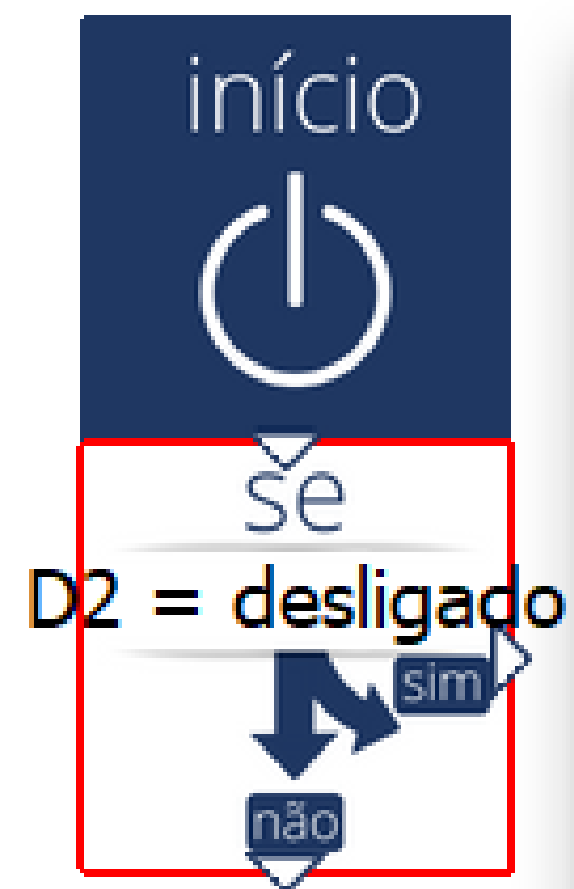 início
se
D2 = desligado
sim
não